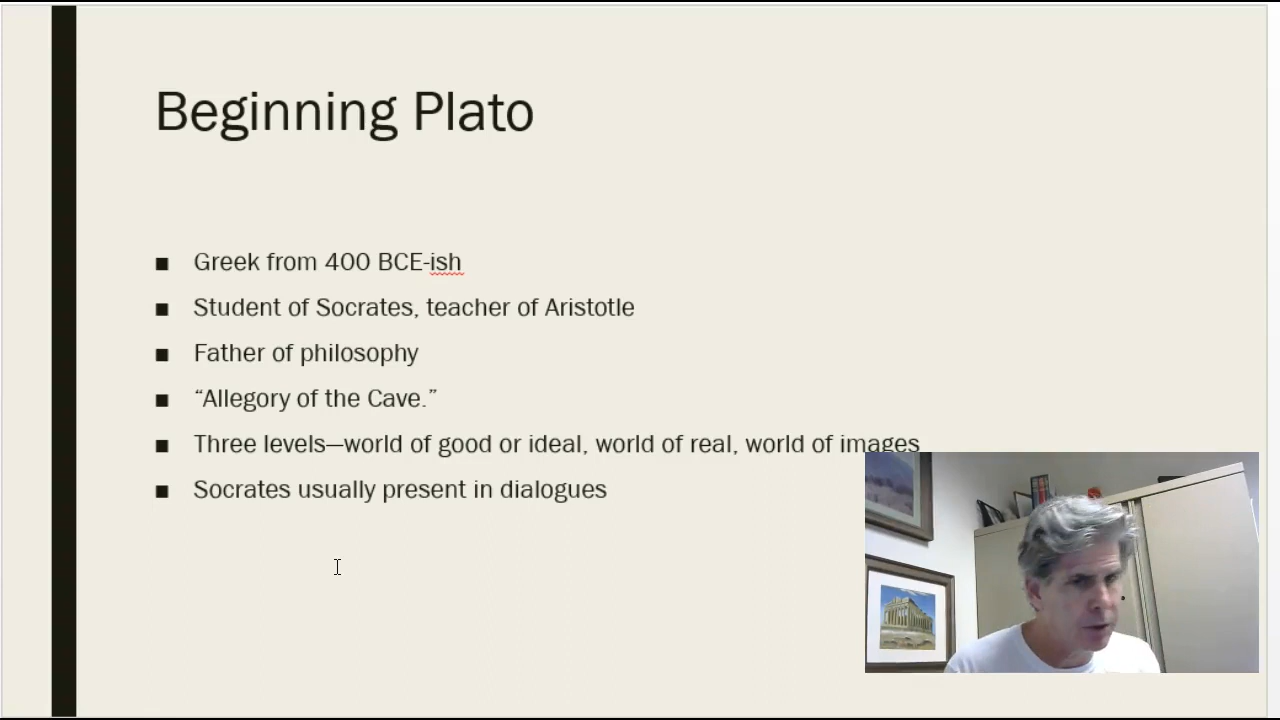 Beginning Plato
Greek from 400 BCE-ish
Student of Socrates, teacher of Aristotle
Father of philosophy
“Allegory of the Cave.”
Three levels—world of good or ideal, world of real, world of images
Socrates usually present in dialogues